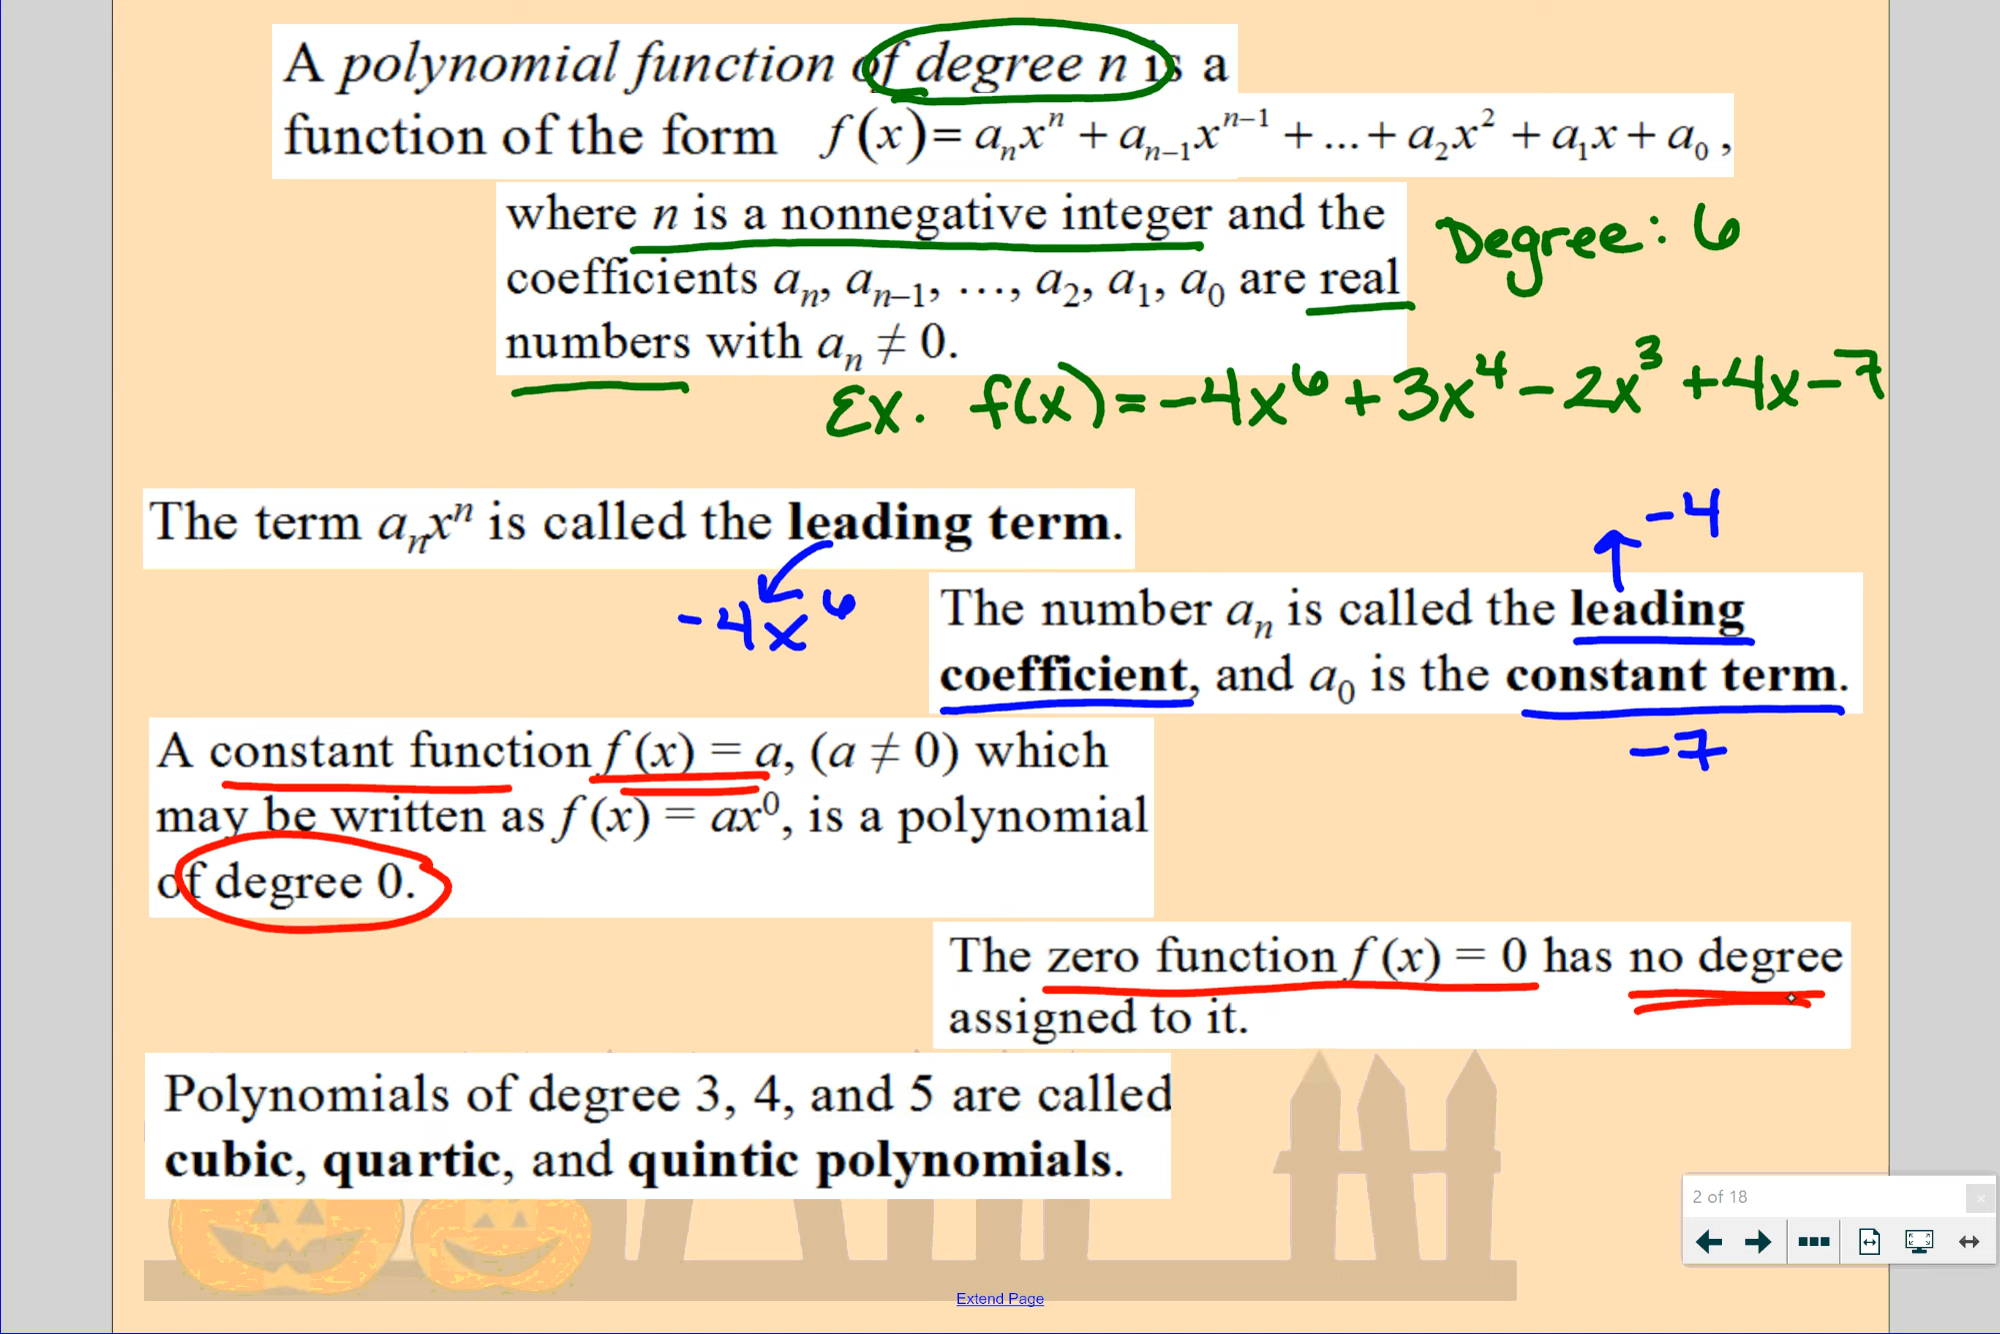 A polynomial function of degree n is a
function of the form f(x) = aₙxⁿ + aₙ₋₁xⁿ⁻¹ + ... + a₂x² + a₁x + a₀ ,
where n is a nonnegative integer and the
coefficients aₙ, aₙ₋₁, …, a₂, a₁, a₀ are real
numbers with aₙ ≠ 0.
Degree: 6
Ex. f(x) = -4x⁶ + 3x⁴ - 2x³ + 4x - 7
The term aₙxⁿ is called the leading term.
-4x⁶
-4
The number aₙ is called the leading
coefficient, and a₀ is the constant term.
-7
A constant function f (x) = a, (a ≠ 0) which
may be written as f (x) = ax⁰, is a polynomial
of degree 0.
The zero function f (x) = 0 has no degree
assigned to it.
Polynomials of degree 3, 4, and 5 are called
cubic, quartic, and quintic polynomials.
2 of 18
Extend Page